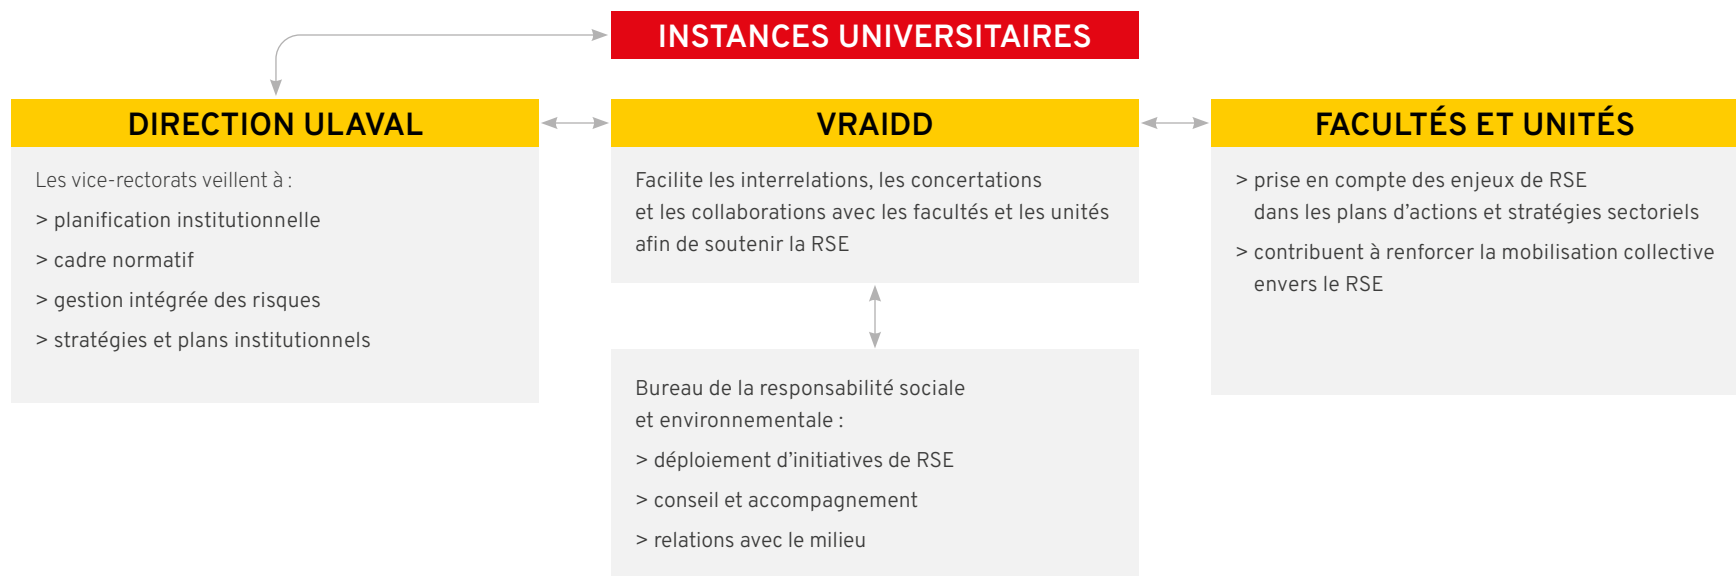 INSTANCES UNIVERSITAIRES
DIRECTION ULAVAL
Les vice-rectorats veillent à :
> planification institutionnelle
> cadre normatif
> gestion intégrée des risques
> stratégies et plans institutionnels
VRAIDD
Facilite les interrelations, les concertations
et les collaborations avec les facultés et les unités
afin de soutenir la RSE
Bureau de la responsabilité sociale
et environnementale :
> déploiement d’initiatives de RSE
> conseil et accompagnement
> relations avec le milieu
FACULTÉS ET UNITÉS
> prise en compte des enjeux de RSE
dans les plans d’actions et stratégies sectoriels
> contribuent à renforcer la mobilisation collective
envers le RSE